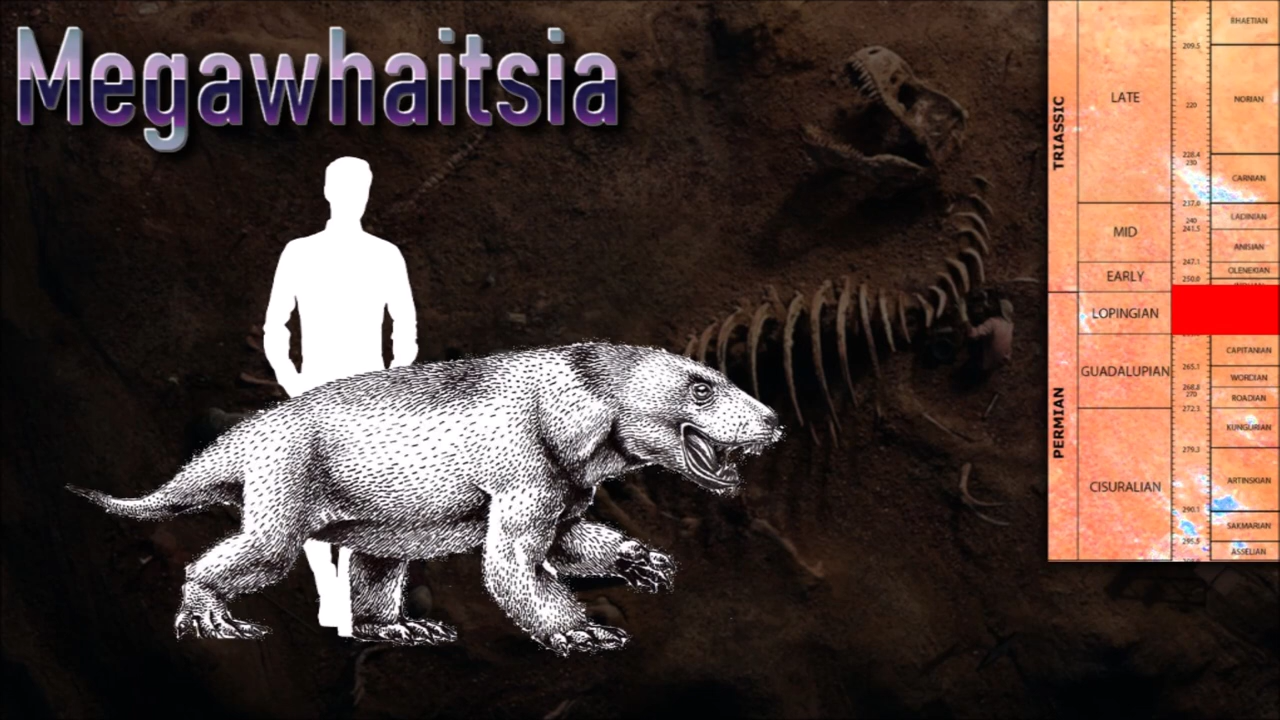 Megawhaitsia
TRIASSIC
LATE
MID
EARLY
PERMIAN
LOPINGIAN
GUADALUPIAN
CISURALIAN
209.5
220
228.4
230
237.0
240
241.5
247.1
250.0
265.1
268.8
270
272.3
279.3
290.1
295.5
RHAETIAN
NORIAN
CARNIAN
LADINIAN
ANISIAN
OLENEKIAN
CAPITANIAN
WORDIAN
ROADIAN
KUNGURIAN
ARTINSKIAN
SAKMARIAN
ASSELIAN